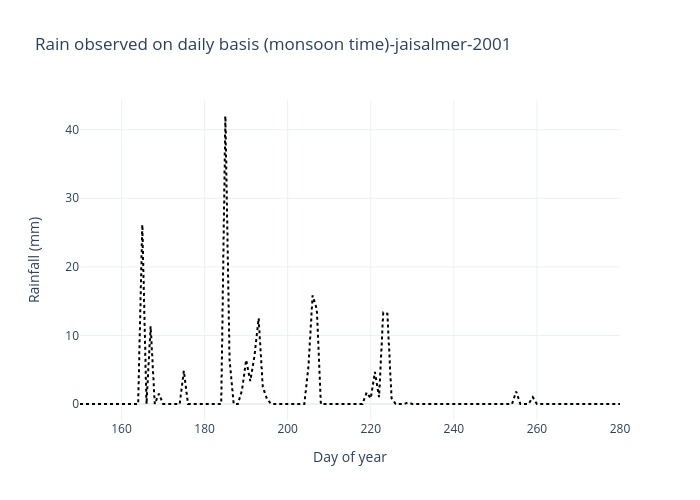 Rain observed on daily basis (monsoon time)-jaisalmer-2001
40
30
20
10
0
Rainfall (mm)
160 180 200 220 240 260 280
Day of year